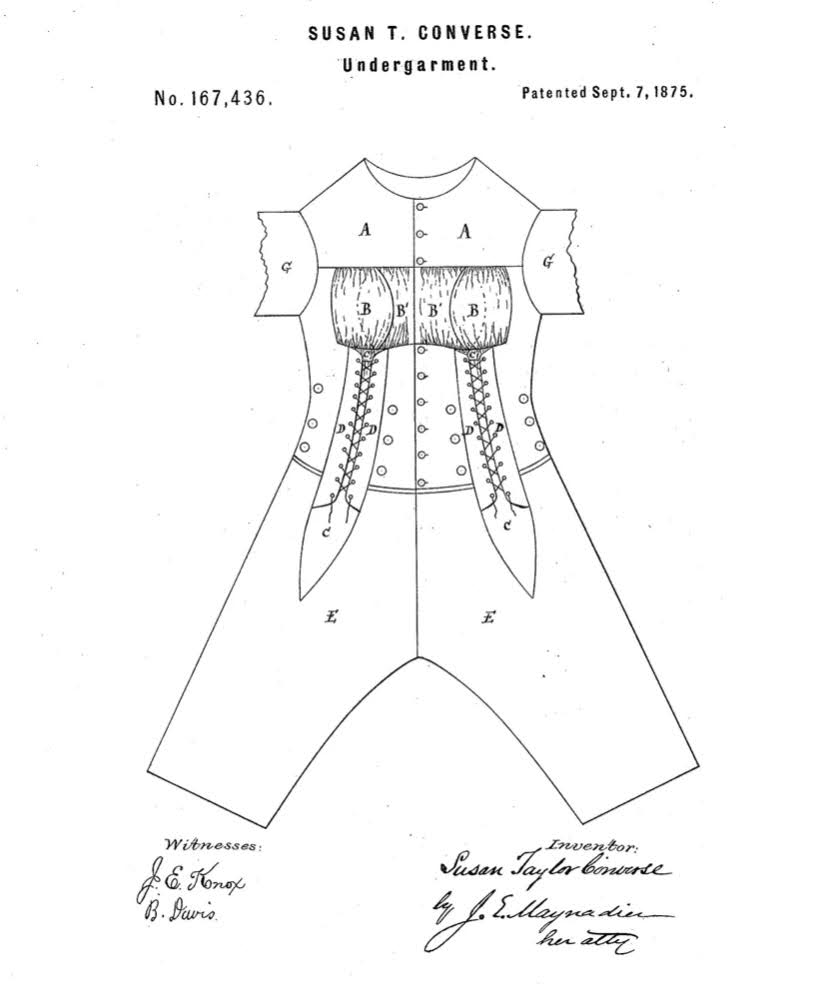 SUSAN T. CONVERSE.
Undergarment.
No. 167,436.
Patented Sept. 7, 1875.
A A
G G
B B' B' B
C C
D D D D
C C
E E
Witnesses:
J. E. Knox
B. Davis.
Inventor:
Susan Taylor Converse
by J. E. Maynadier
her atty